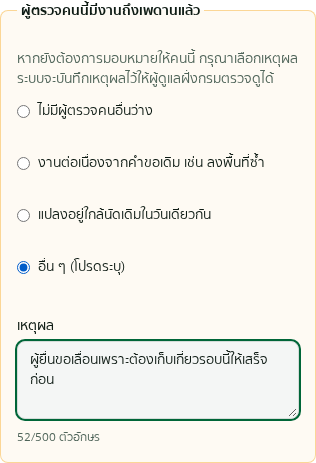 ผู้ตรวจคนนี้มีงานถึงเพดานแล้ว
หากยังต้องการมอบหมายให้คนนี้ กรุณาเลือกเหตุผล
ระบบจะบันทึกเหตุผลไว้ให้ผู้ดูแลฝั่งกรมตรวจดูได้
ไม่มีผู้ตรวจคนอื่นว่าง
งานต่อเนื่องจากคำขอเดิม เช่น ลงพื้นที่ซ้ำ
แปลงอยู่ใกล้นัดเดิมในวันเดียวกัน
อื่น ๆ (โปรดระบุ)
เหตุผล
ผู้ยื่นขอเลื่อนเพราะต้องเก็บเกี่ยวรอบนี้ให้เสร็จ
ก่อน
52/500 ตัวอักษร